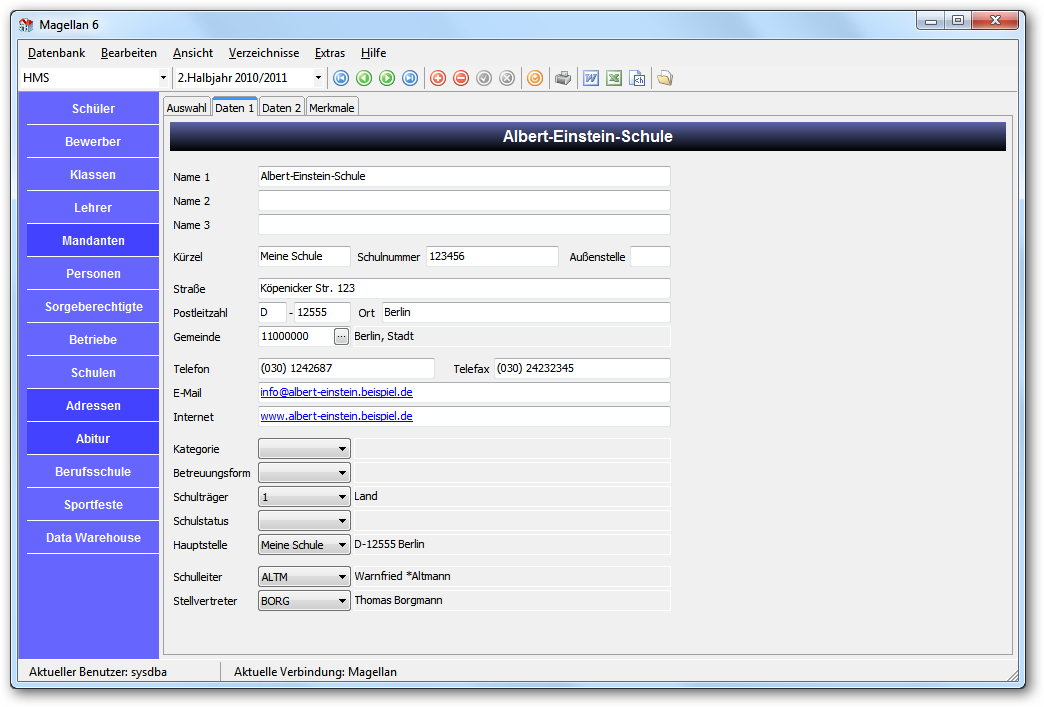 Magellan 6
Datenbank Bearbeiten Ansicht Verzeichnisse Extras Hilfe
HMS 2.Halbjahr 2010/2011
Schüler
Bewerber
Klassen
Lehrer
Mandanten
Personen
Sorgeberechtigte
Betriebe
Schulen
Adressen
Abitur
Berufsschule
Sportfeste
Data Warehouse
Auswahl Daten 1 Daten 2 Merkmale
Albert-Einstein-Schule
Name 1 Albert-Einstein-Schule
Name 2
Name 3
Kürzel Meine Schule Schulnummer 123456 Außenstelle
Straße Köpenicker Str. 123
Postleitzahl D - 12555 Ort Berlin
Gemeinde 11000000 ... Berlin, Stadt
Telefon (030) 1242687 Telefax (030) 24232345
E-Mail info@albert-einstein.beispiel.de
Internet www.albert-einstein.beispiel.de
Kategorie
Betreuungsform
Schulträger 1 Land
Schulstatus
Hauptstelle Meine Schule D-12555 Berlin
Schulleiter ALTM Warnfried *Altmann
Stellvertreter BORG Thomas Borgmann
Aktueller Benutzer: sysdba Aktuelle Verbindung: Magellan